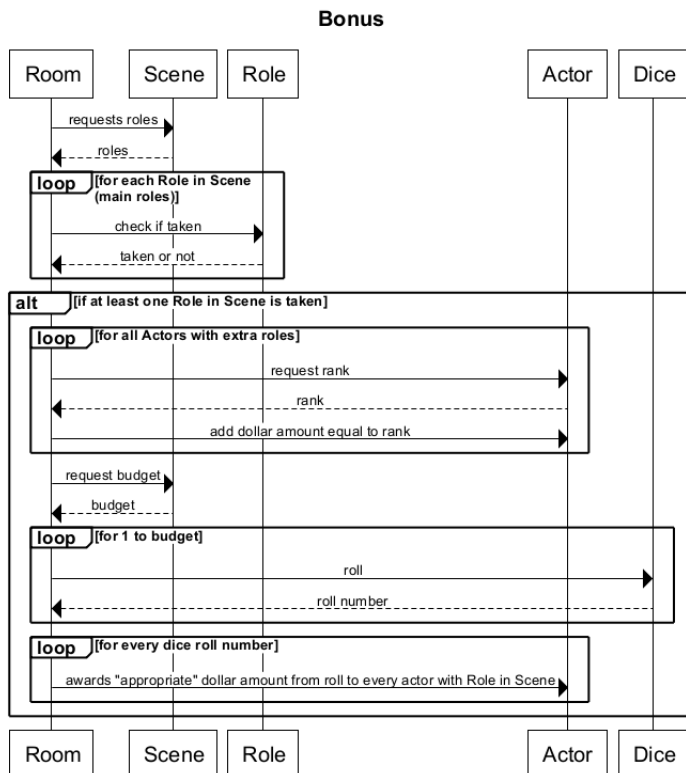 Bonus
Room Scene Role Actor Dice
requests roles
roles
loop [for each Role in Scene
(main roles)]
check if taken
taken or not
alt [if at least one Role in Scene is taken]
loop [for all Actors with extra roles]
request rank
rank
add dollar amount equal to rank
request budget
budget
loop [for 1 to budget]
roll
roll number
loop [for every dice roll number]
awards "appropriate" dollar amount from roll to every actor with Role in Scene
Room Scene Role Actor Dice